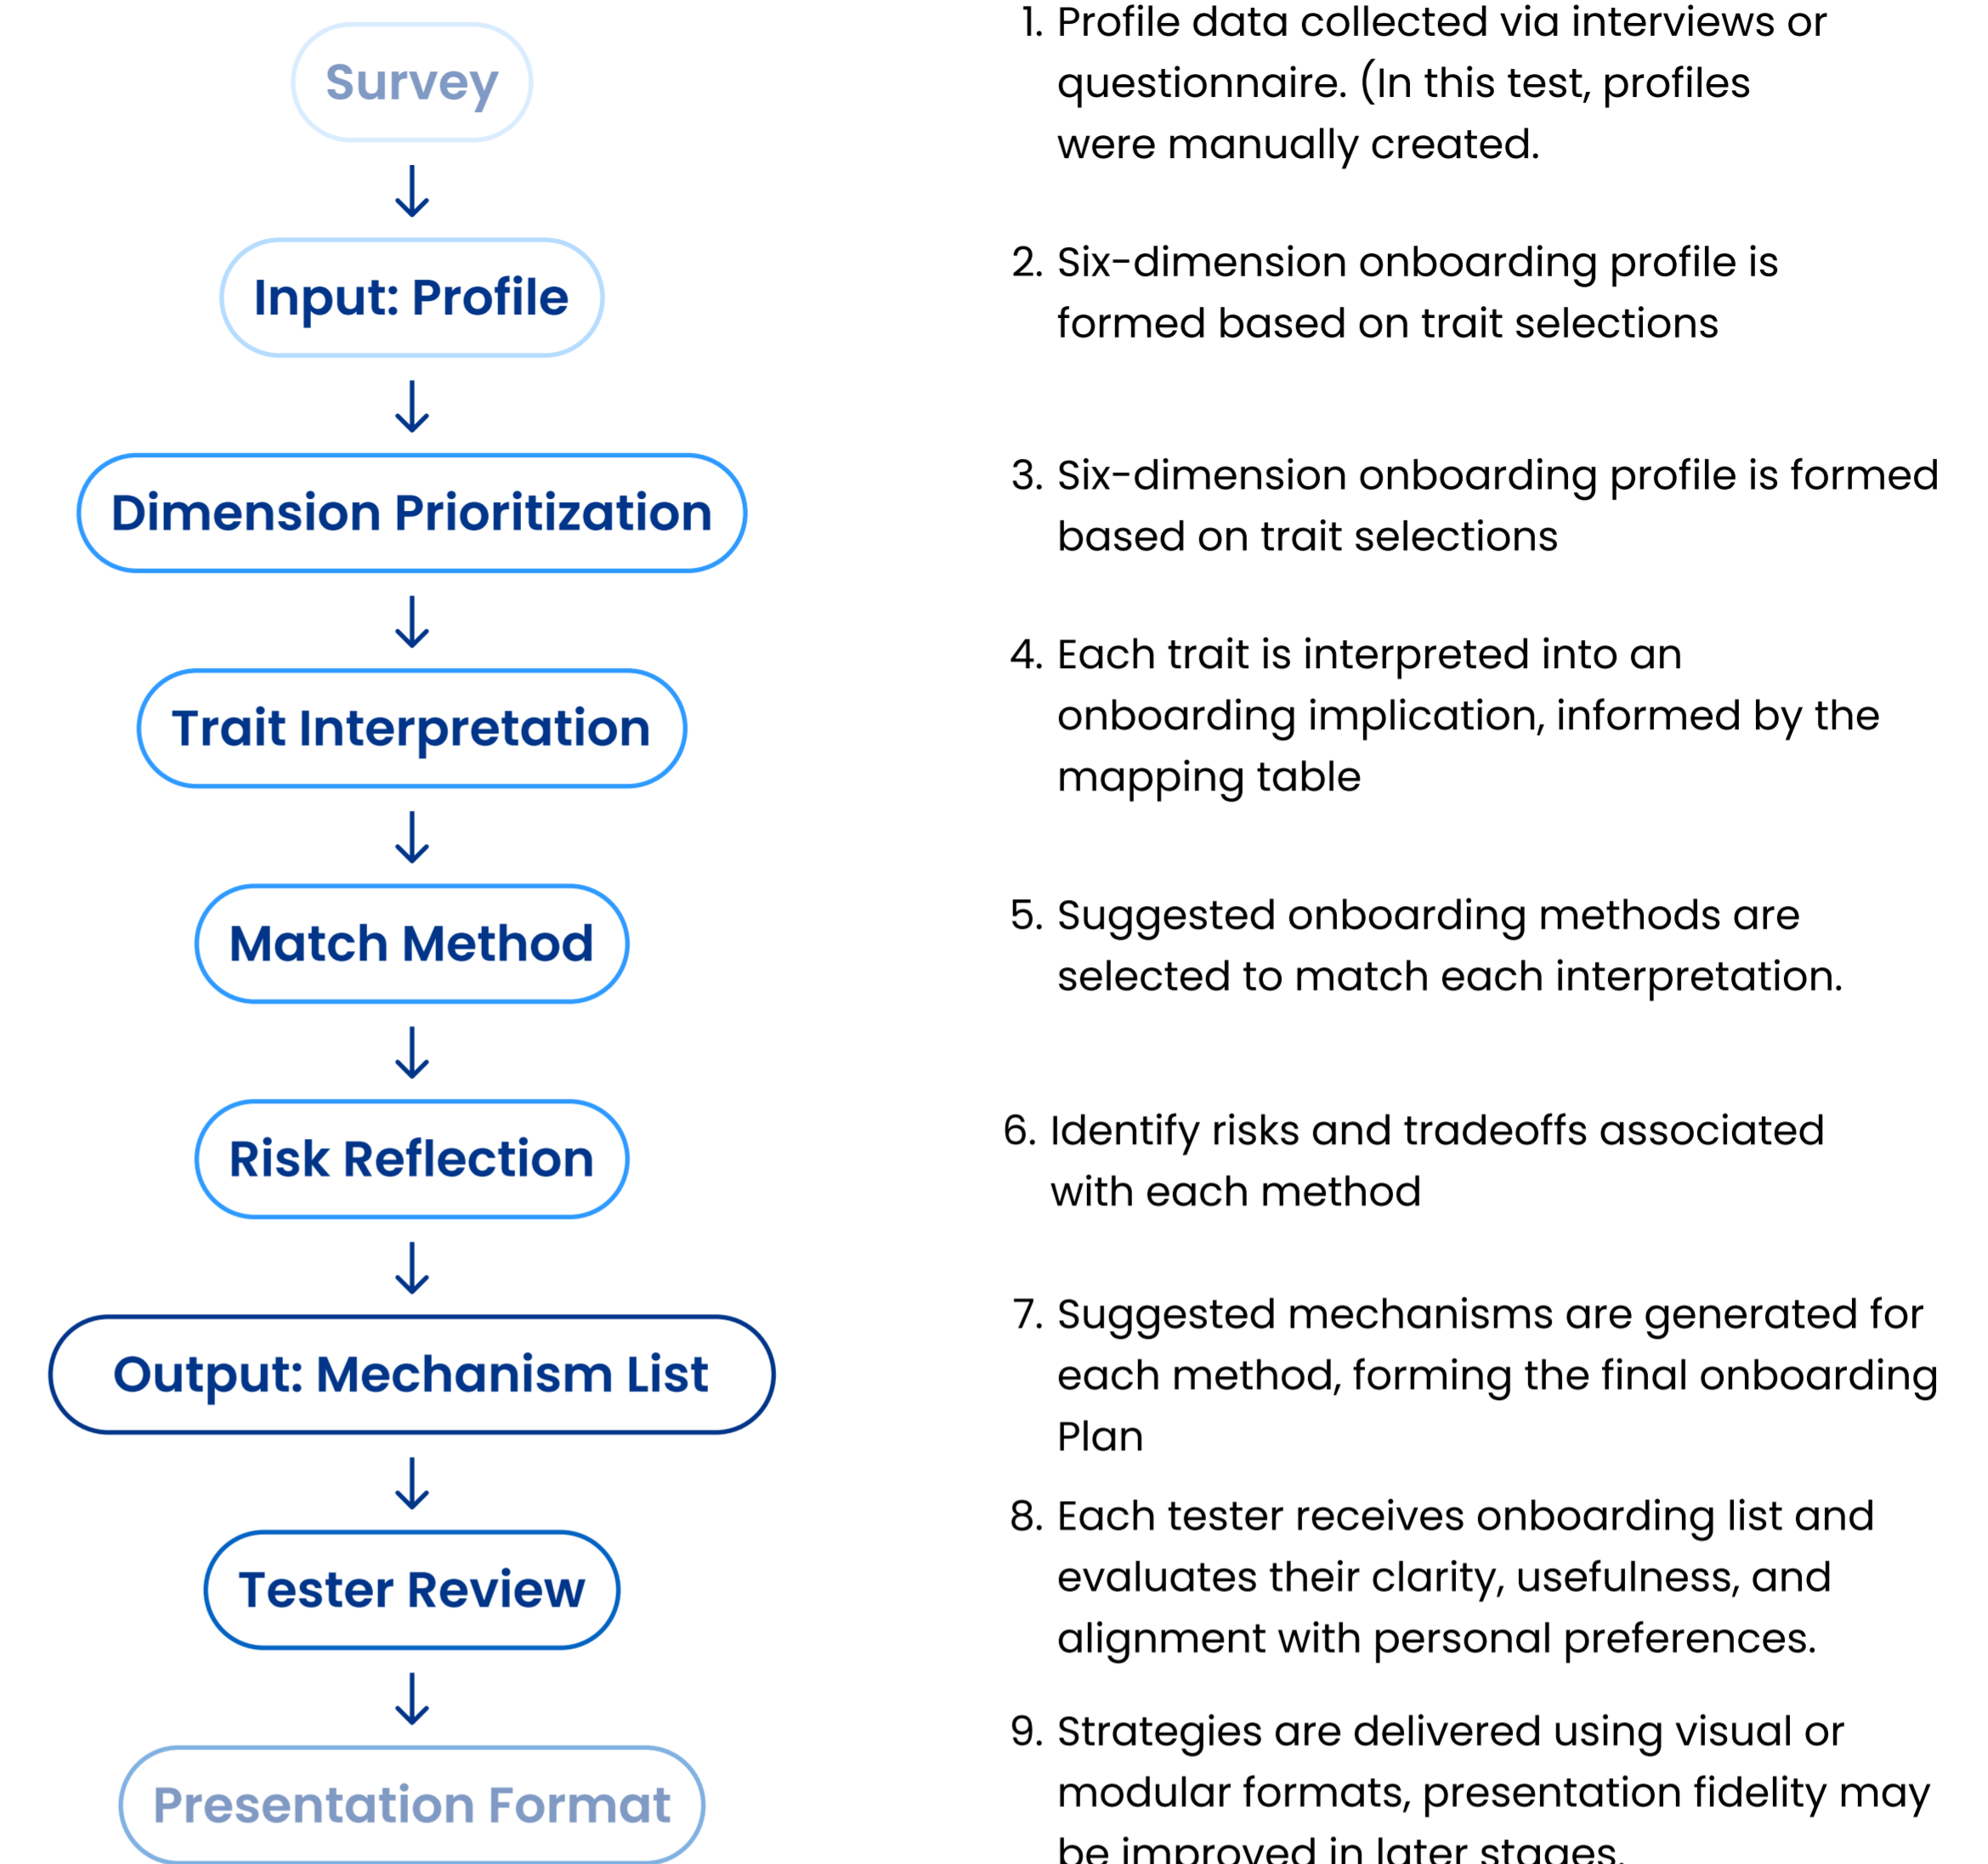 Survey
1. Profile data collected via interviews or
questionnaire. (In this test, profiles
were manually created.
Input: Profile
2. Six-dimension onboarding profile is
formed based on trait selections
Dimension Prioritization
3. Six-dimension onboarding profile is formed
based on trait selections
Trait Interpretation
4. Each trait is interpreted into an
onboarding implication, informed by the
mapping table
Match Method
5. Suggested onboarding methods are
selected to match each interpretation.
Risk Reflection
6. Identify risks and tradeoffs associated
with each method
Output: Mechanism List
7. Suggested mechanisms are generated for
each method, forming the final onboarding
Plan
Tester Review
8. Each tester receives onboarding list and
evaluates their clarity, usefulness, and
alignment with personal preferences.
Presentation Format
9. Strategies are delivered using visual or
modular formats, presentation fidelity may
be improved in later stages.